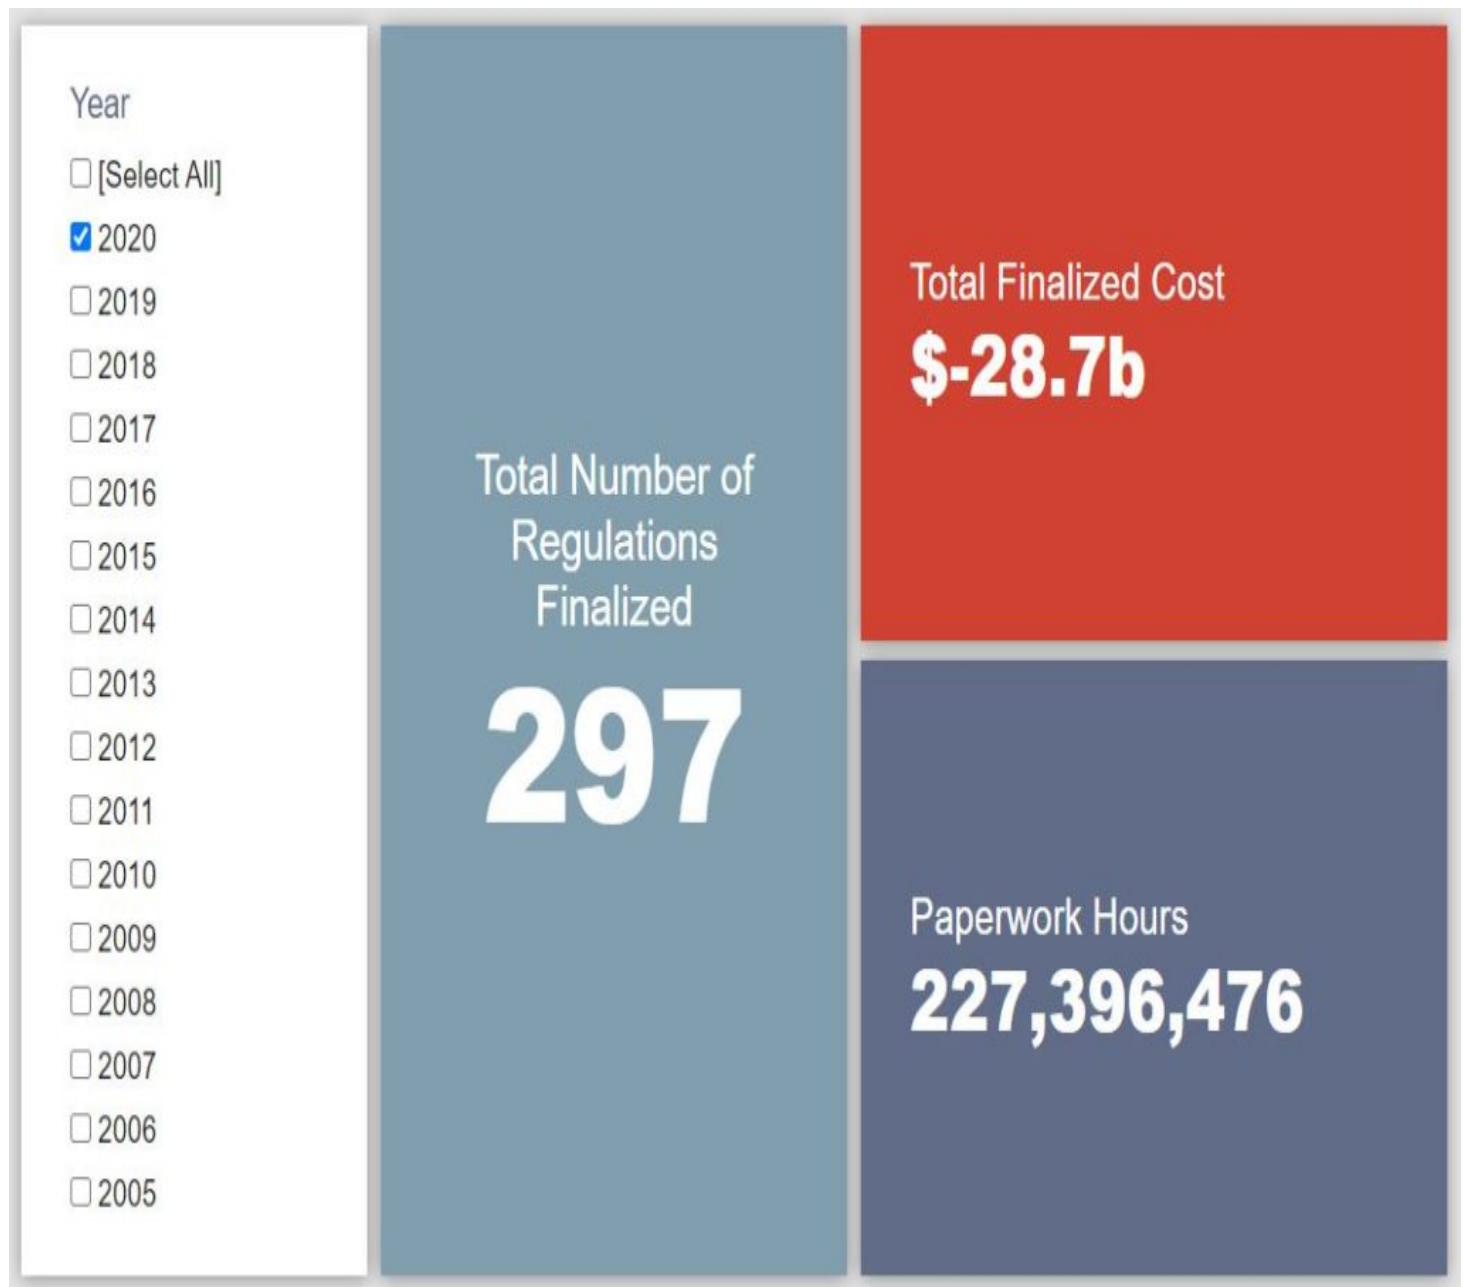 Year
[Select All]
2020
2019
2018
2017
2016
2015
2014
2013
2012
2011
2010
2009
2008
2007
2006
2005
Total Number of
Regulations
Finalized
297
Total Finalized Cost
$-28.7b
Paperwork Hours
227,396,476